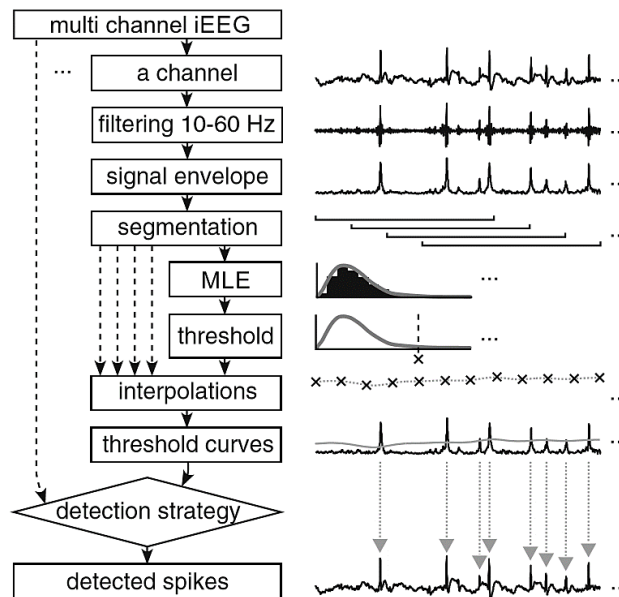 multi channel iEEG
... a channel
filtering 10-60 Hz
signal envelope
segmentation
MLE
threshold
interpolations
threshold curves
detection strategy
detected spikes